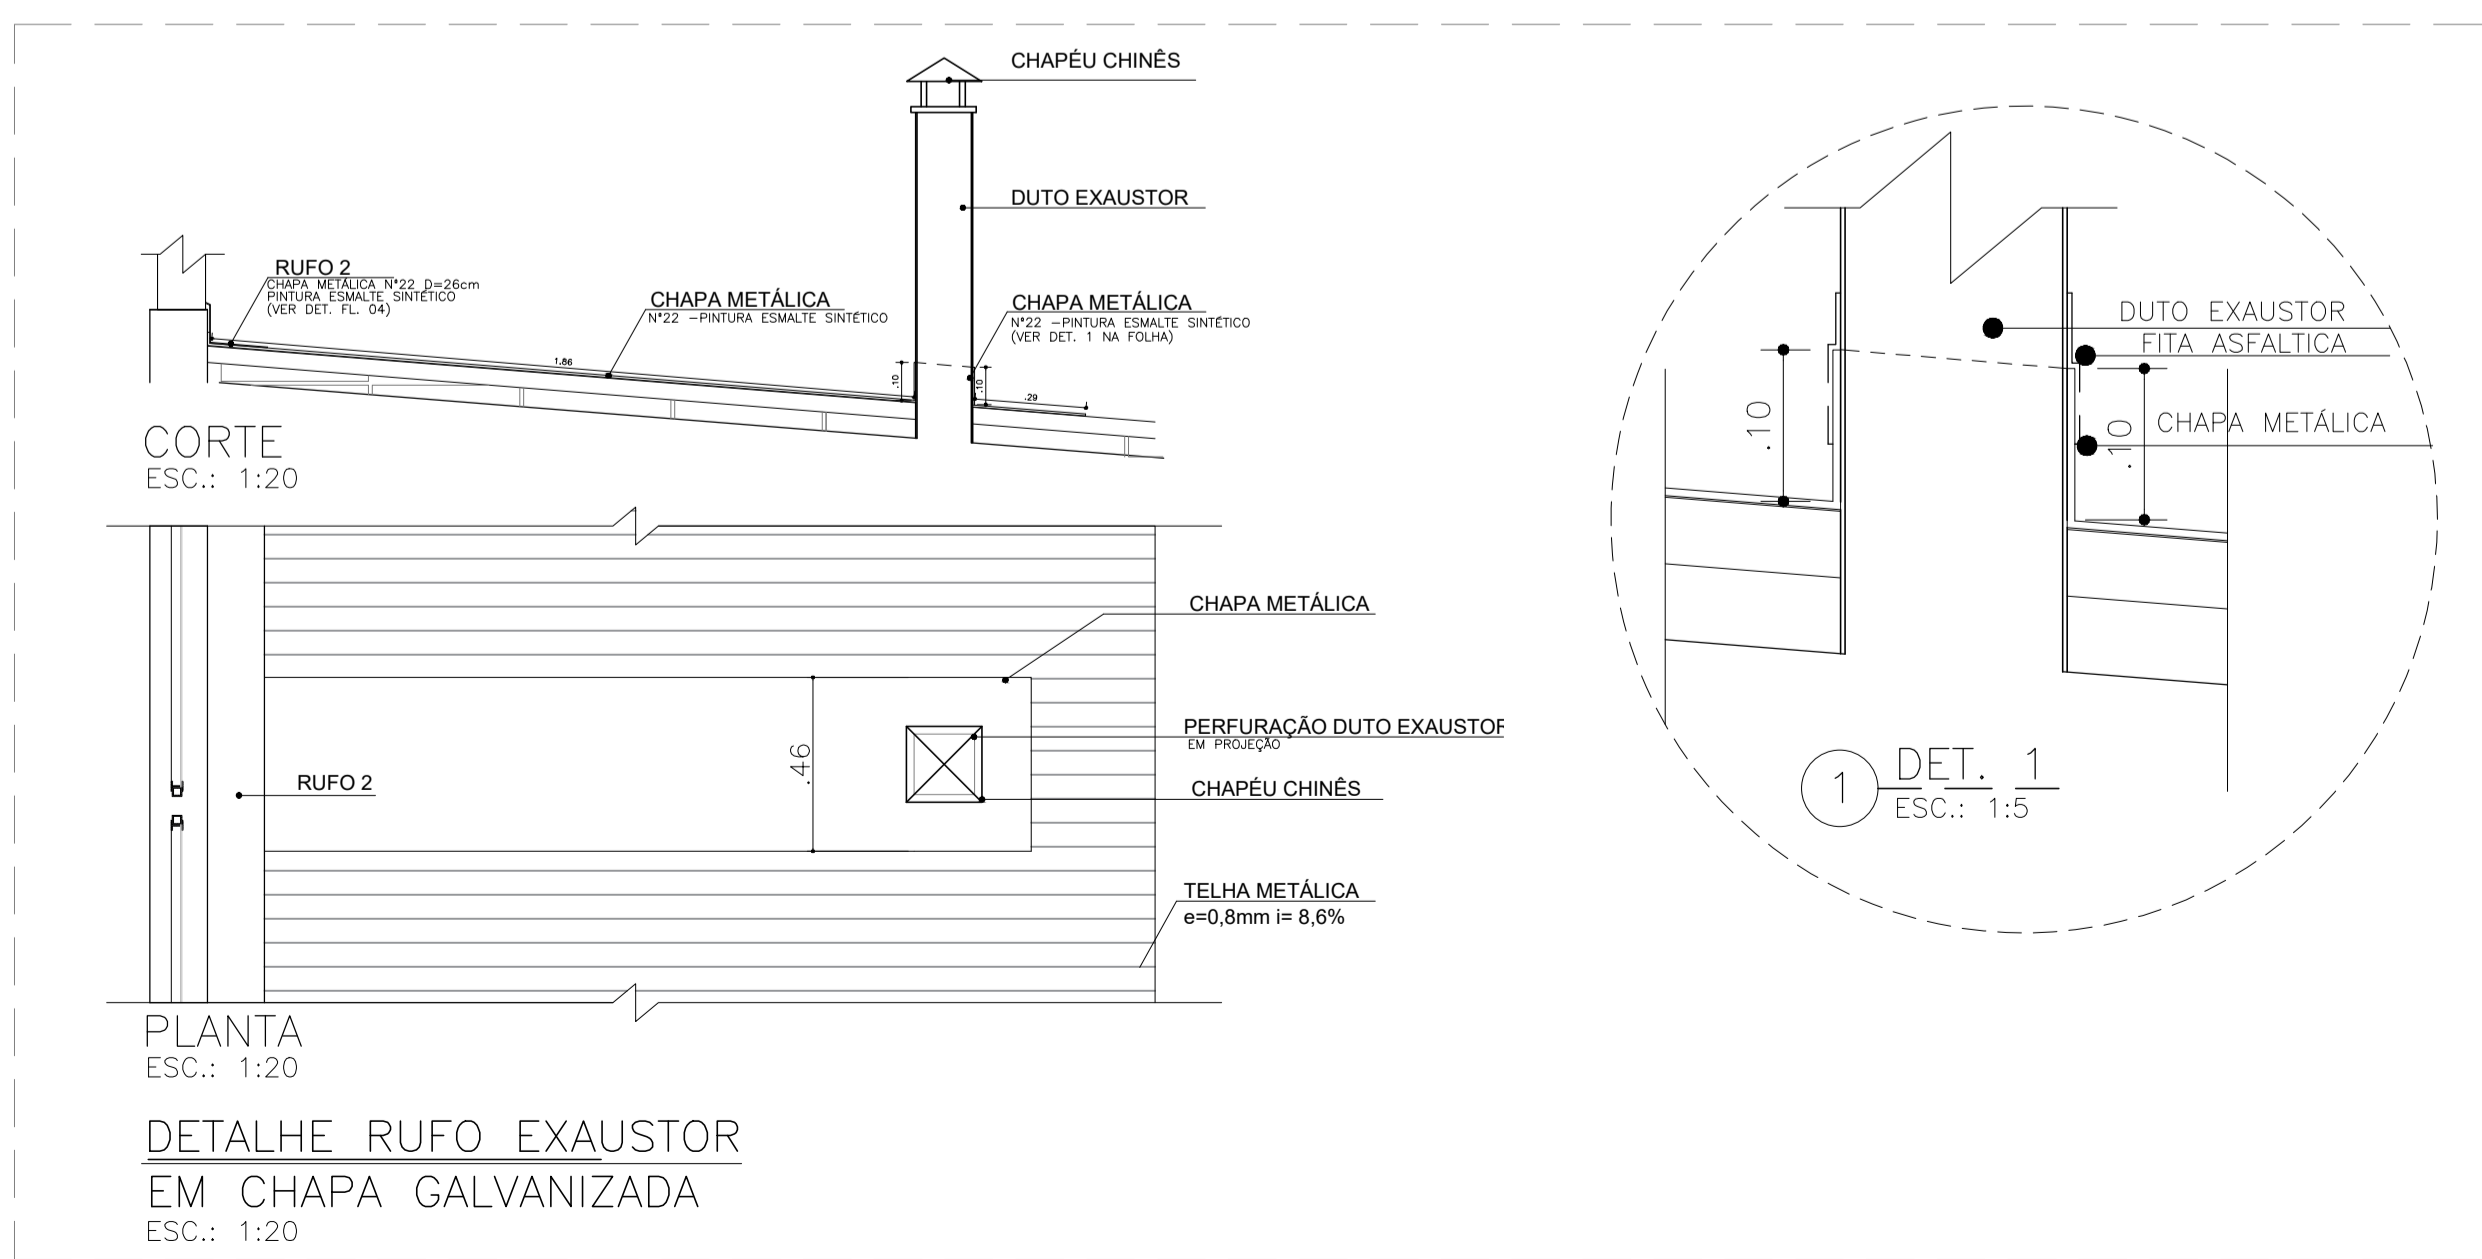 CHAPÉU CHINÊS
DUTO EXAUSTOR
RUFO 2
CHAPA METÁLICA N°22 D=26cm
PINTURA ESMALTE SINTÉTICO
(VER DET. FL. 04)
CHAPA METÁLICA
N°22 -PINTURA ESMALTE SINTÉTICO
CHAPA METÁLICA
N°22 -PINTURA ESMALTE SINTÉTICO
(VER DET. 1 NA FOLHA)
1.86
.10
.10
.29
CORTE
ESC.: 1:20
CHAPA METÁLICA
PERFURAÇÃO DUTO EXAUSTOR
EM PROJEÇÃO
.46
RUFO 2
CHAPÉU CHINÊS
TELHA METÁLICA
e=0,8mm i= 8,6%
PLANTA
ESC.: 1:20
DETALHE RUFO EXAUSTOR
EM CHAPA GALVANIZADA
ESC.: 1:20
DUTO EXAUSTOR
FITA ASFALTICA
CHAPA METÁLICA
.10
.10
1 DET. 1
ESC.: 1:5